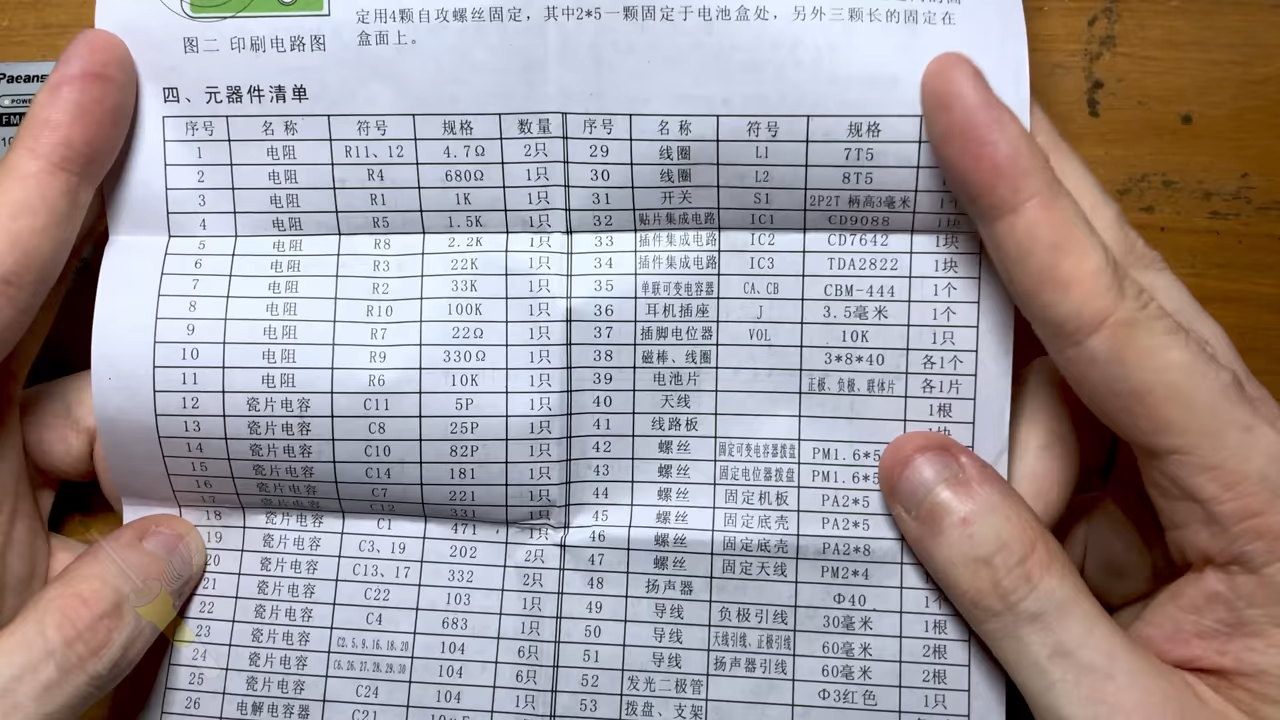 定用4颗自攻螺丝固定，其中2*5一颗固定于电池盒处，另外三颗长的固定在
盒面上。
图二 印刷电路图
Paeans
四、元器件清单
序号 名称 符号 规格 数量 序号 名称 符号 规格
1 电阻 R11、12 4.7Ω 2只 29 线圈 L1 7T5
2 电阻 R4 680Ω 1只 30 线圈 L2 8T5
3 电阻 R1 1K 1只 31 开关 S1 2P2T 柄高3毫米 1个
4 电阻 R5 1.5K 1只 32 贴片集成电路 IC1 CD9088 1块
5 电阻 R8 2.2K 1只 33 插件集成电路 IC2 CD7642 1块
6 电阻 R3 22K 1只 34 插件集成电路 IC3 TDA2822 1块
7 电阻 R2 33K 1只 35 单联可变电容器 CA、CB CBM-444 1个
8 电阻 R10 100K 1只 36 耳机插座 J 3.5毫米 1个
9 电阻 R7 22Ω 1只 37 插脚电位器 VOL 10K 1只
10 电阻 R9 330Ω 1只 38 磁棒、线圈 3*8*40 各1个
11 电阻 R6 10K 1只 39 电池片 正极、负极、联体片 各1片
12 瓷片电容 C11 5P 1只 40 天线 1根
13 瓷片电容 C8 25P 1只 41 线路板 1块
14 瓷片电容 C10 82P 1只 42 螺丝 固定可变电容器拨盘 PM1.6*5
15 瓷片电容 C14 181 1只 43 螺丝 固定电位器拨盘 PM1.6*5
16 瓷片电容 C7 221 1只 44 螺丝 固定机板 PA2*5
17 瓷片电容 C12 331 1只 45 螺丝 固定底壳 PA2*5
18 瓷片电容 C1 471 1只 46 螺丝 固定底壳 PA2*8
19 瓷片电容 C3、19 202 2只 47 螺丝 固定天线 PM2*4
20 瓷片电容 C13、17 332 2只 48 扬声器 Φ40 1个
21 瓷片电容 C22 103 1只 49 导线 负极引线 30毫米 1根
22 瓷片电容 C4 683 1只 50 导线 天线引线、正极引线 60毫米 2根
23 瓷片电容 C2.5.9.16.18.20 104 6只 51 导线 扬声器引线 60毫米 2根
24 瓷片电容 C6.26.27.28.29.30 104 6只 52 发光二极管 Φ3红色 1只
25 瓷片电容 C24 104 1只 53 拨盘、支架
26 电解电容器 C21